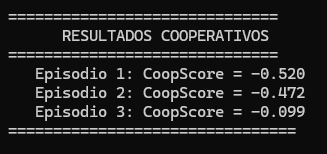 ==============================
RESULTADOS COOPERATIVOS
==============================
Episodio 1: CoopScore = -0.520
Episodio 2: CoopScore = -0.472
Episodio 3: CoopScore = -0.099
================================